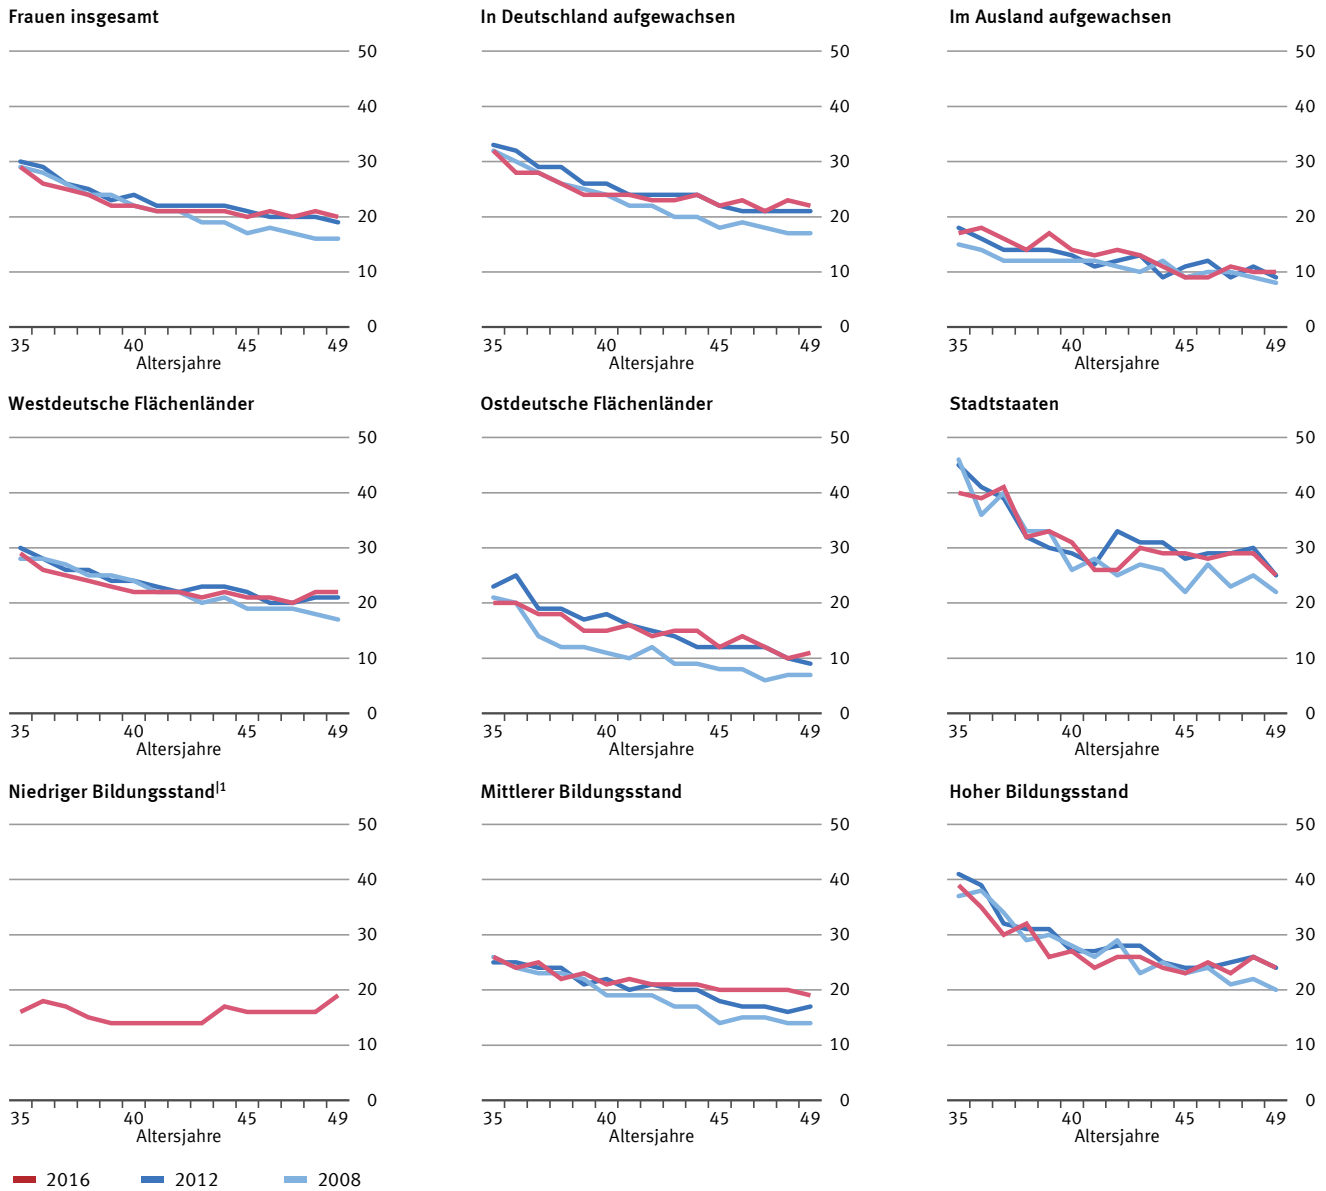 Frauen insgesamt
50
40
30
20
10
0
35 40 45 49
Altersjahre
In Deutschland aufgewachsen
50
40
30
20
10
0
35 40 45 49
Altersjahre
Im Ausland aufgewachsen
50
40
30
20
10
0
35 40 45 49
Altersjahre
Westdeutsche Flächenländer
50
40
30
20
10
0
35 40 45 49
Altersjahre
Ostdeutsche Flächenländer
50
40
30
20
10
0
35 40 45 49
Altersjahre
Stadtstaaten
50
40
30
20
10
0
35 40 45 49
Altersjahre
Niedriger Bildungsstand|1
50
40
30
20
10
0
35 40 45 49
Altersjahre
Mittlerer Bildungsstand
50
40
30
20
10
0
35 40 45 49
Altersjahre
Hoher Bildungsstand
50
40
30
20
10
0
35 40 45 49
Altersjahre
2016 2012 2008